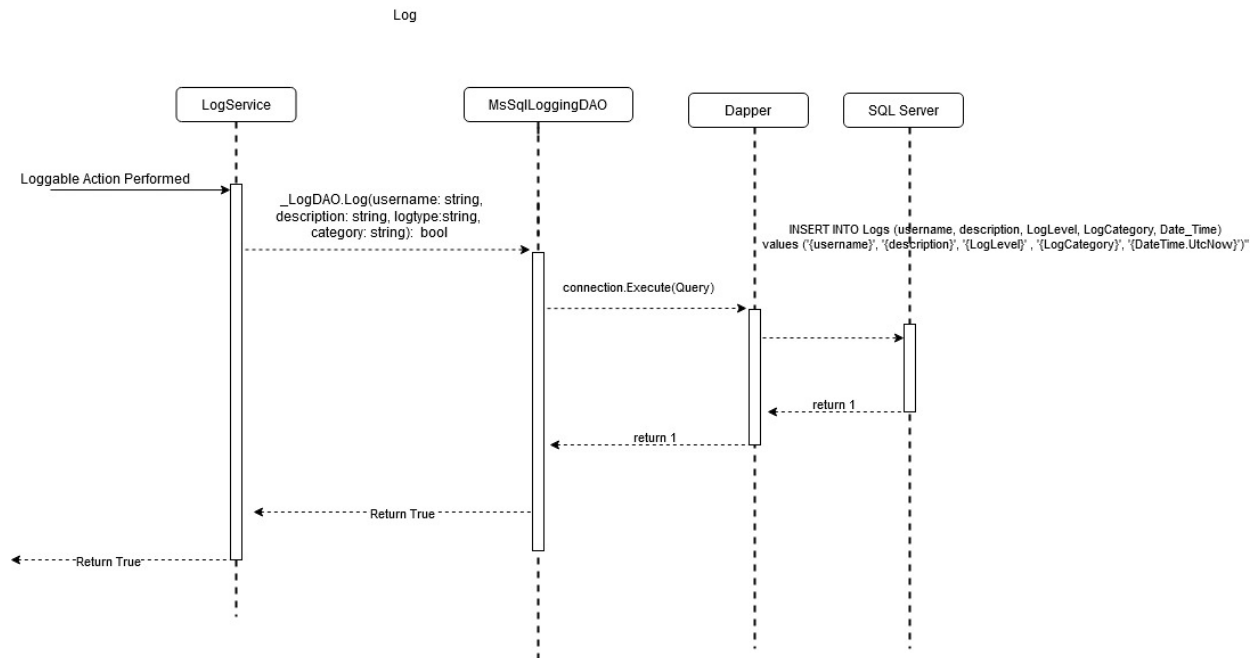 Log
LogService
MsSqlLoggingDAO
Dapper
SQL Server
Loggable Action Performed
_LogDAO.Log(username: string,
description: string, logtype:string,
category: string):  bool
INSERT INTO Logs (username, description, LogLevel, LogCategory, Date_Time)
values ('{username}', '{description}', '{LogLevel}' , '{LogCategory}', '{DateTime.UtcNow}')"
connection.Execute(Query)
return 1
return 1
Return True
Return True